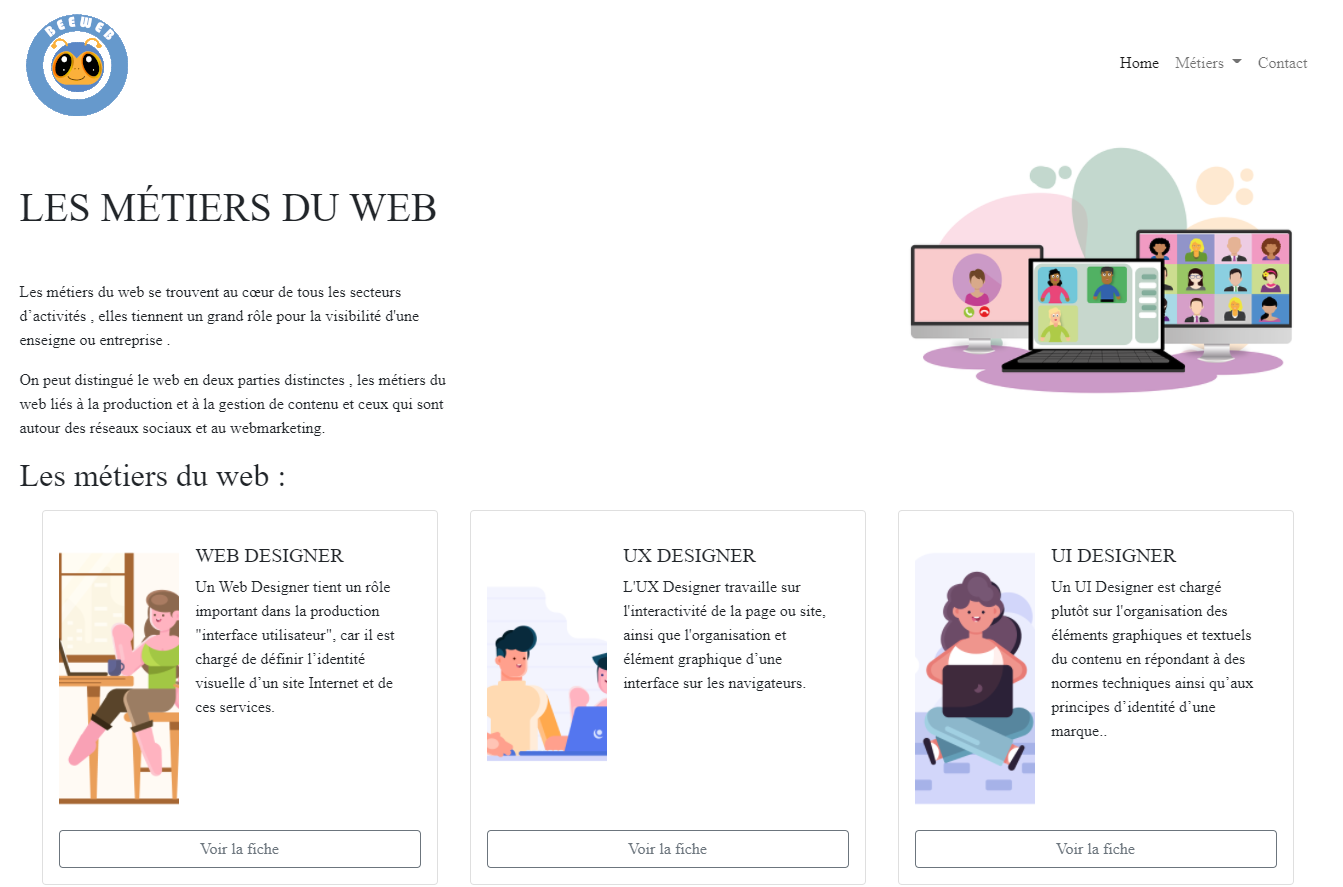 BEEWEB
Home Métiers Contact
LES MÉTIERS DU WEB
Les métiers du web se trouvent au cœur de tous les secteurs
d’activités , elles tiennent un grand rôle pour la visibilité d'une
enseigne ou entreprise .
On peut distingué le web en deux parties distinctes , les métiers du
web liés à la production et à la gestion de contenu et ceux qui sont
autour des réseaux sociaux et au webmarketing.
Les métiers du web :
WEB DESIGNER
Un Web Designer tient un rôle
important dans la production
"interface utilisateur", car il est
chargé de définir l’identité
visuelle d’un site Internet et de
ces services.
Voir la fiche
UX DESIGNER
L'UX Designer travaille sur
l'interactivité de la page ou site,
ainsi que l'organisation et
élément graphique d’une
interface sur les navigateurs.
Voir la fiche
UI DESIGNER
Un UI Designer est chargé
plutôt sur l'organisation des
éléments graphiques et textuels
du contenu en répondant à des
normes techniques ainsi qu’aux
principes d’identité d’une
marque..
Voir la fiche